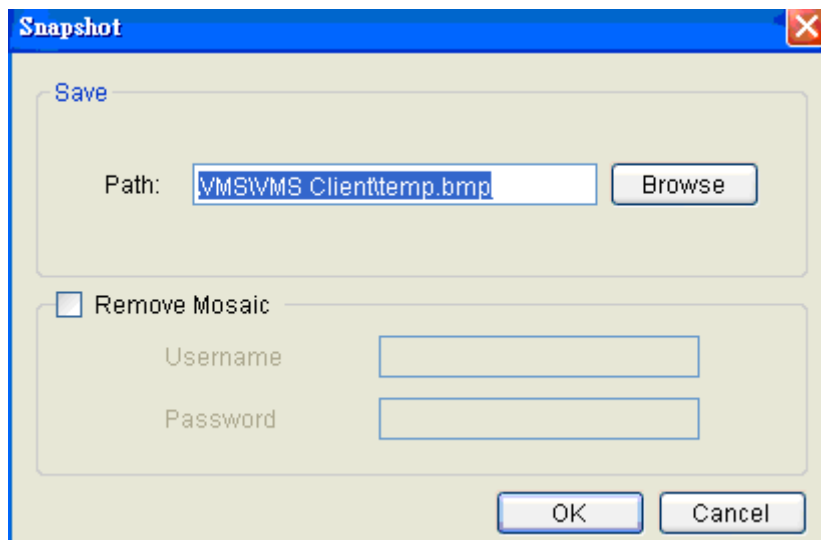 Snapshot
Save
Path: \VMS\VMS Client\temp.bmp Browse
Remove Mosaic
Username
Password
OK Cancel